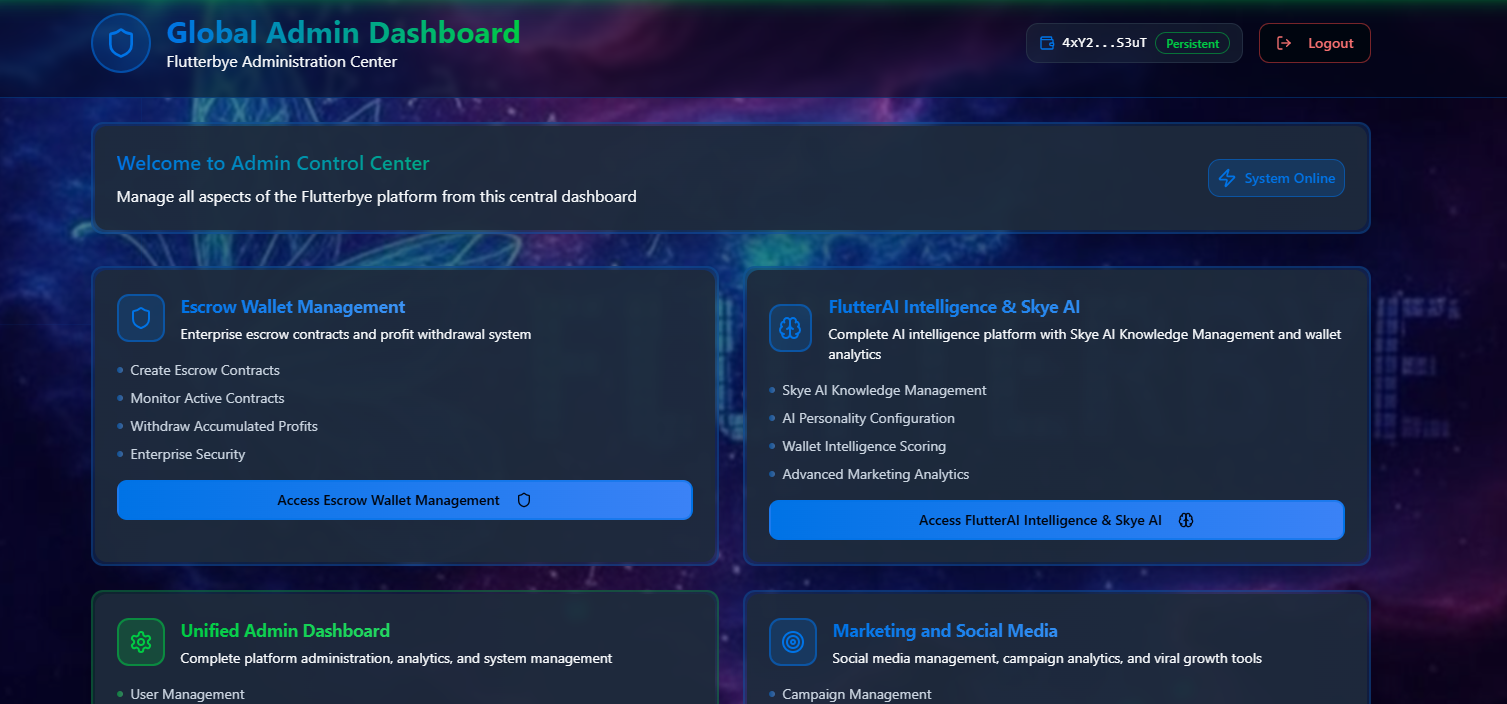 Global Admin Dashboard
Flutterbye Administration Center
4xY2...S3uT
Persistent
Logout
Welcome to Admin Control Center
Manage all aspects of the Flutterbye platform from this central dashboard
System Online
Escrow Wallet Management
Enterprise escrow contracts and profit withdrawal system
Create Escrow Contracts
Monitor Active Contracts
Withdraw Accumulated Profits
Enterprise Security
Access Escrow Wallet Management
FlutterAI Intelligence & Skye AI
Complete AI intelligence platform with Skye AI Knowledge Management and wallet
analytics
Skye AI Knowledge Management
AI Personality Configuration
Wallet Intelligence Scoring
Advanced Marketing Analytics
Access FlutterAI Intelligence & Skye AI
Unified Admin Dashboard
Complete platform administration, analytics, and system management
User Management
Marketing and Social Media
Social media management, campaign analytics, and viral growth tools
Campaign Management